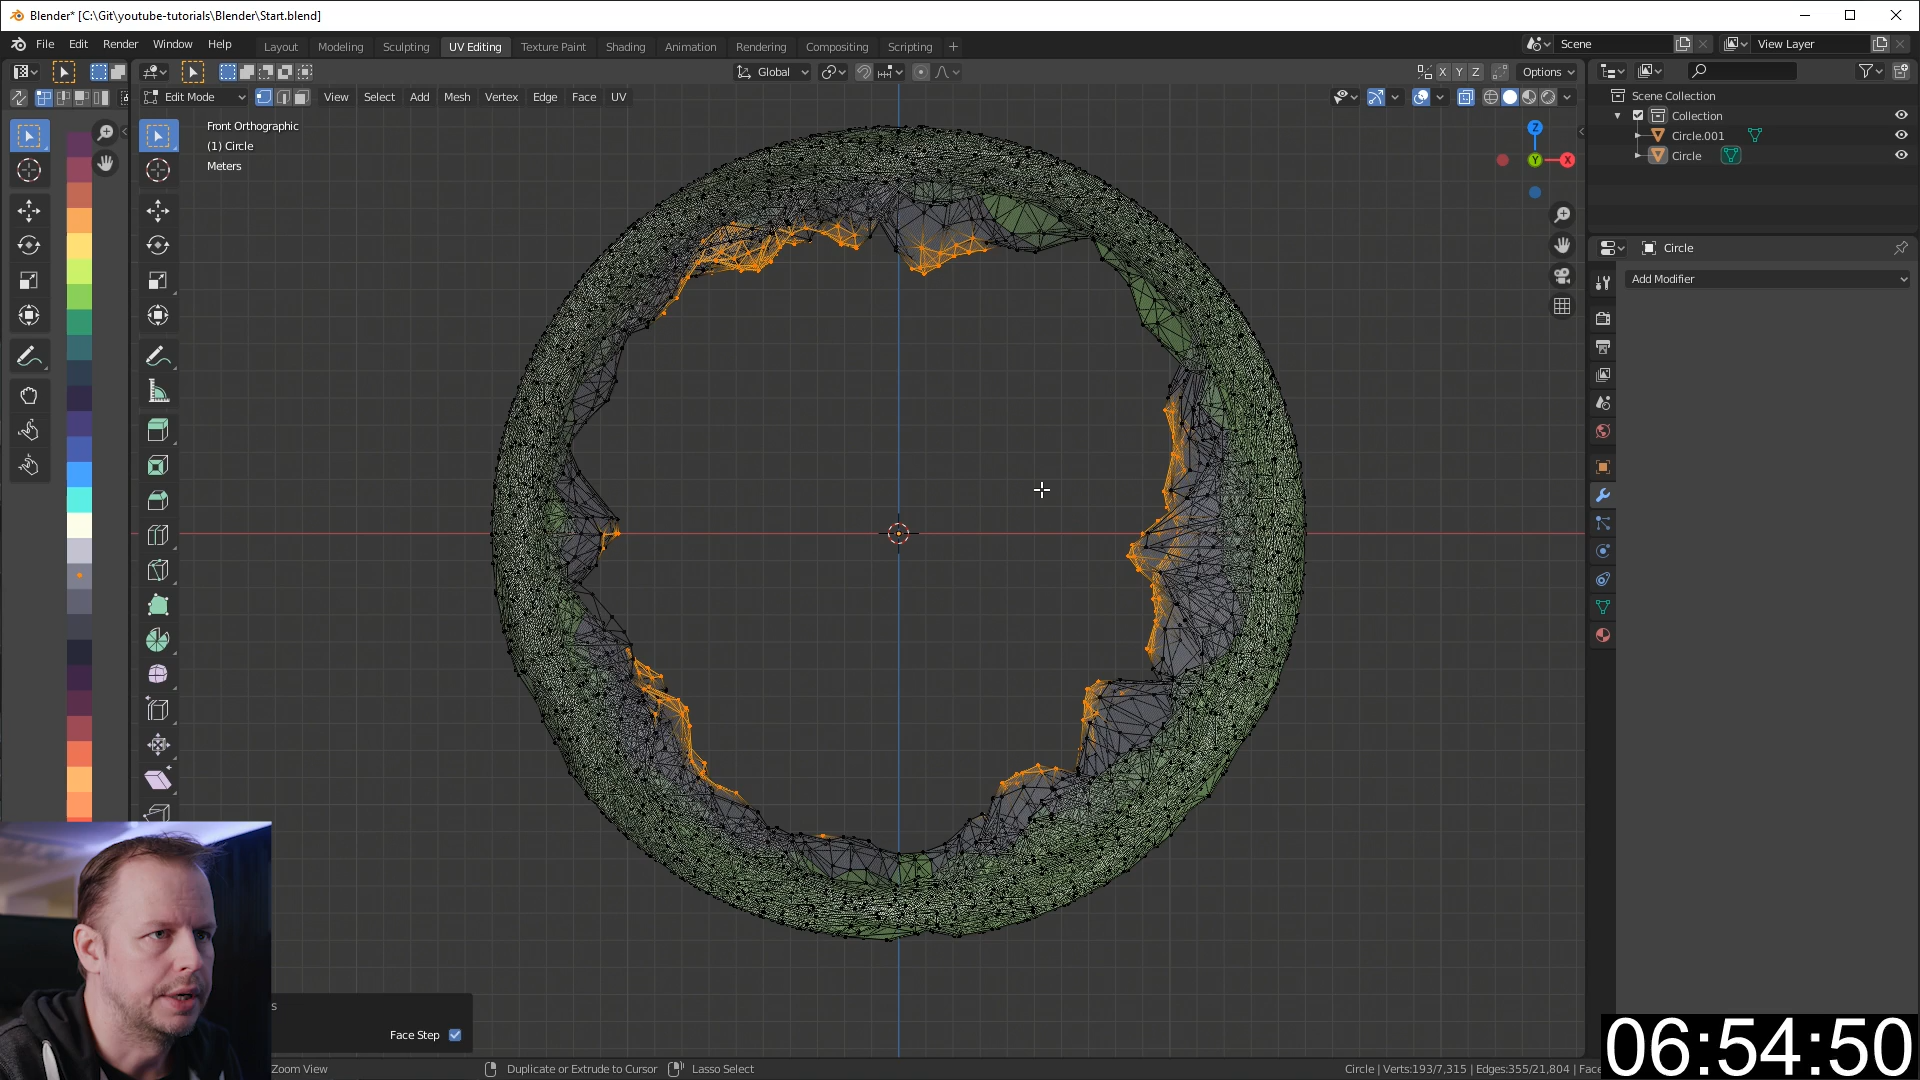 Blender* [C:\Git\youtube-tutorials\Blender\Start.blend]
File Edit Render Window Help Layout Modeling Sculpting UV Editing Texture Paint Shading Animation Rendering Compositing Scripting + Scene View Layer
Global X Y Z Options
Edit Mode View Select Add Mesh Vertex Edge Face UV
Front Orthographic
(1) Circle
Meters
Z
Y X
Scene Collection
Collection
Circle.001
Circle
Circle
Add Modifier
s
Face Step
Zoom View Duplicate or Extrude to Cursor Lasso Select Circle | Verts:193/7,315 | Edges:355/21,804 | Face
06:54:50